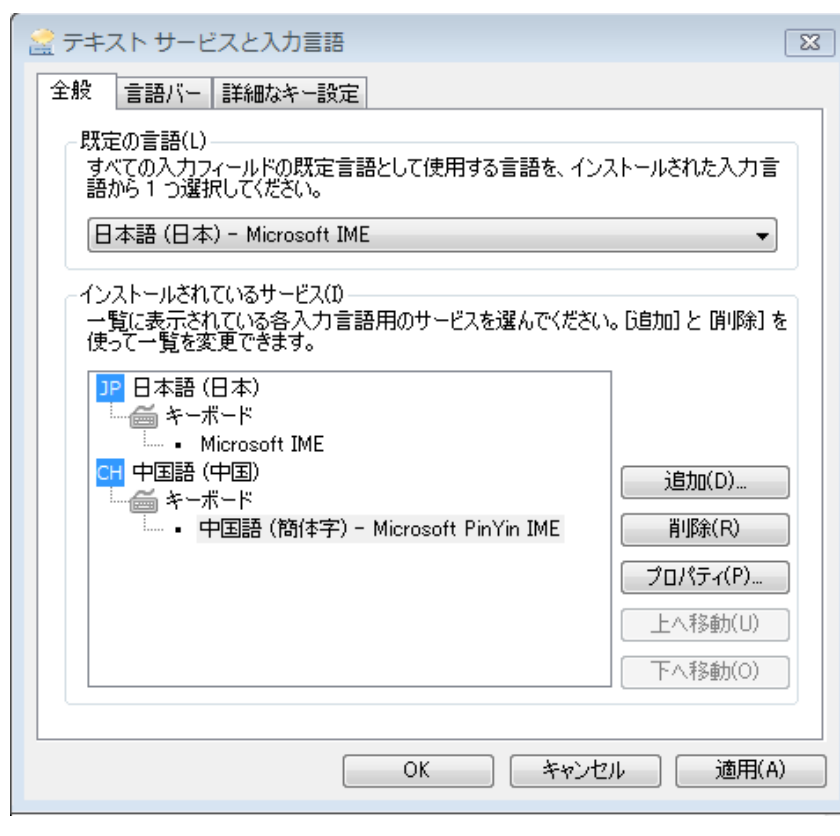 テキスト サービスと入力言語
全般
言語バー
詳細なキー設定
既定の言語(L)
すべての入力フィールドの既定言語として使用する言語を、インストールされた入力言
語から 1 つ選択してください。
日本語 (日本) - Microsoft IME
インストールされているサービス(I)
一覧に表示されている各入力言語用のサービスを選んでください。[追加] と [削除] を
使って一覧を変更できます。
JP 日本語 (日本)
キーボード
• Microsoft IME
CH 中国語 (中国)
キーボード
• 中国語 (簡体字) - Microsoft PinYin IME
追加(D)...
削除(R)
プロパティ(P)...
上へ移動(U)
下へ移動(O)
OK
キャンセル
適用(A)